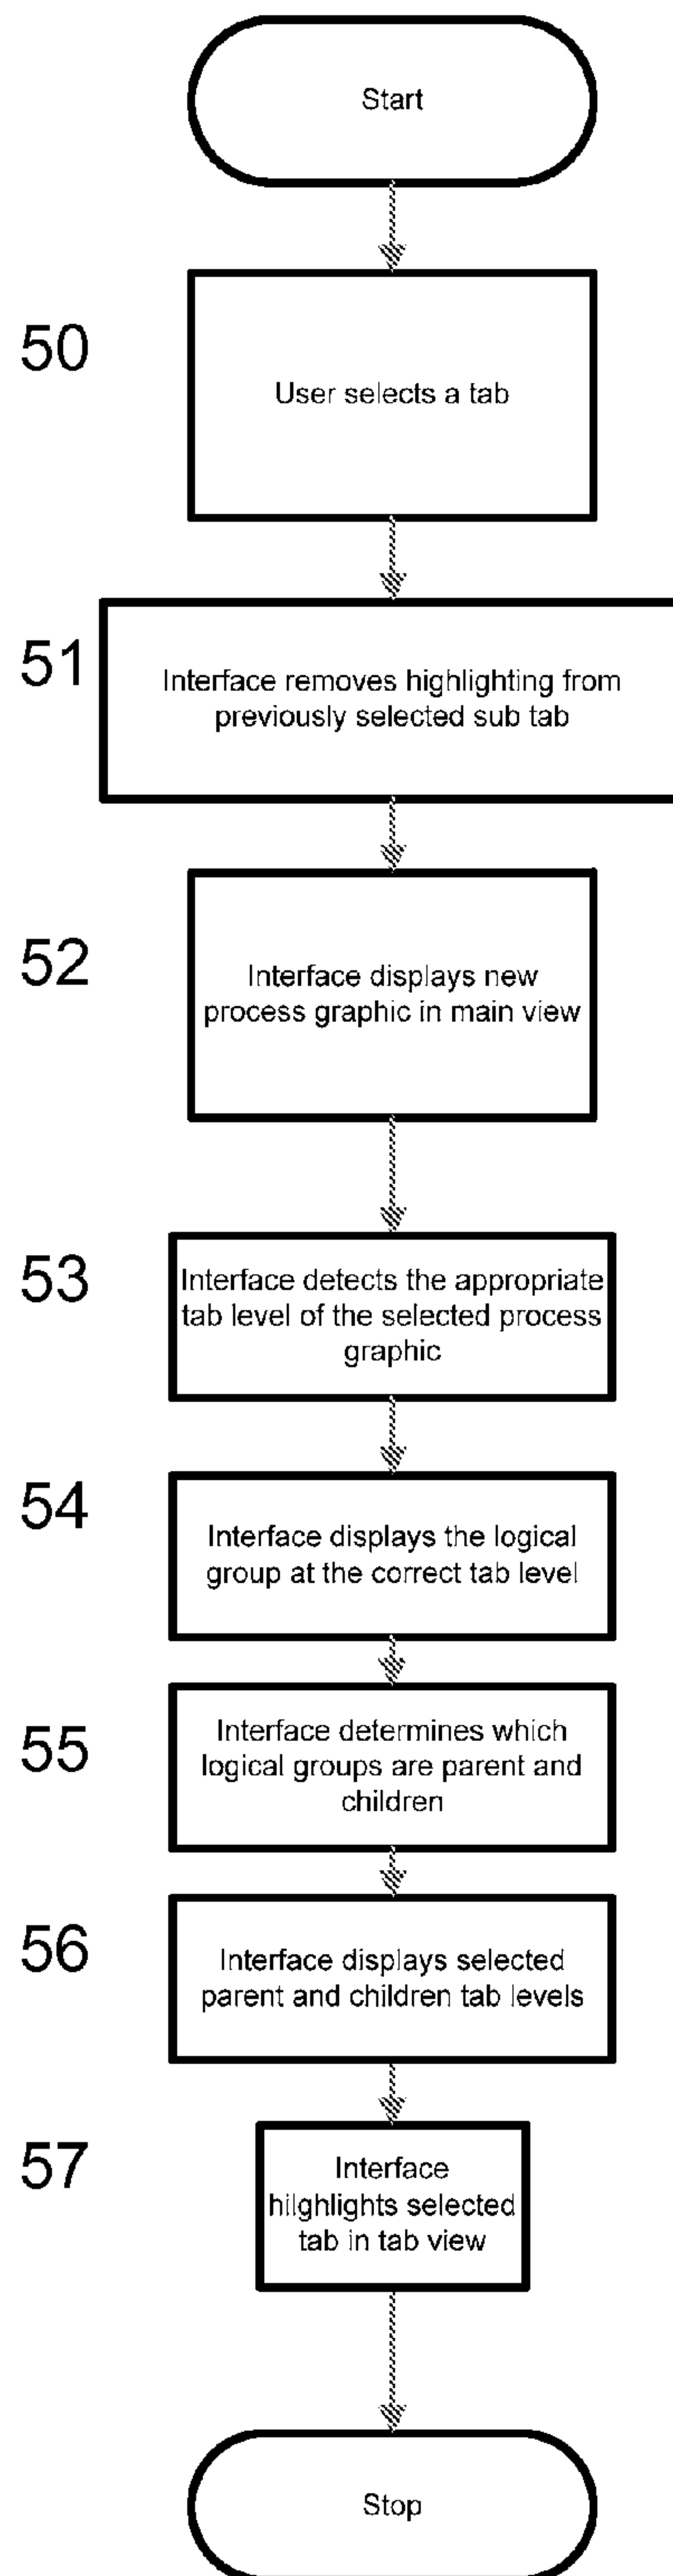 Start
50
User selects a tab
51
Interface removes highlighting from
previously selected sub tab
52
Interface displays new
process graphic in main view
53
Interface detects the appropriate
tab level of the selected process
graphic
54
Interface displays the logical
group at the correct tab level
55
Interface determines which
logical groups are parent and
children
56
Interface displays selected
parent and children tab levels
57
Interface
hilghlights selected
tab in tab view
Stop